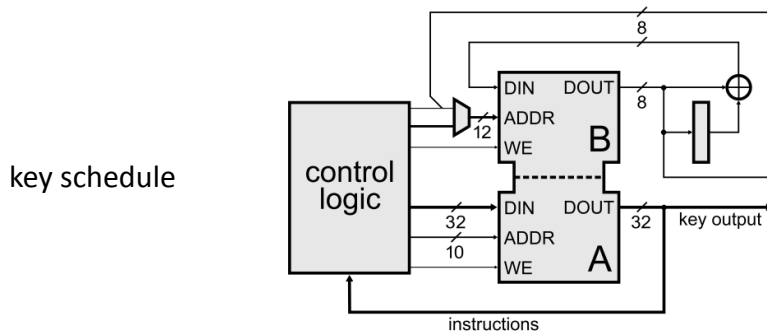 key schedule
control
logic
8
DIN
DOUT
8
ADDR
12
B
WE
DIN
DOUT
32
32
key output
ADDR
10
A
WE
instructions